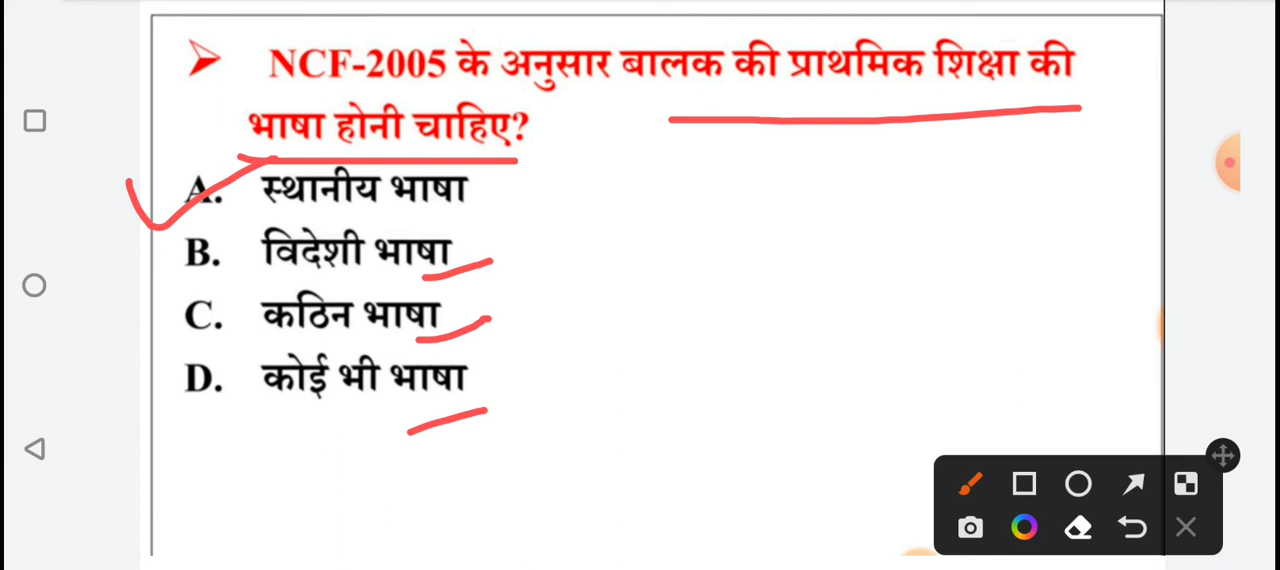 NCF-2005 के अनुसार बालक की प्राथमिक शिक्षा की
भाषा होनी चाहिए?
A. स्थानीय भाषा
B. विदेशी भाषा
C. कठिन भाषा
D. कोई भी भाषा